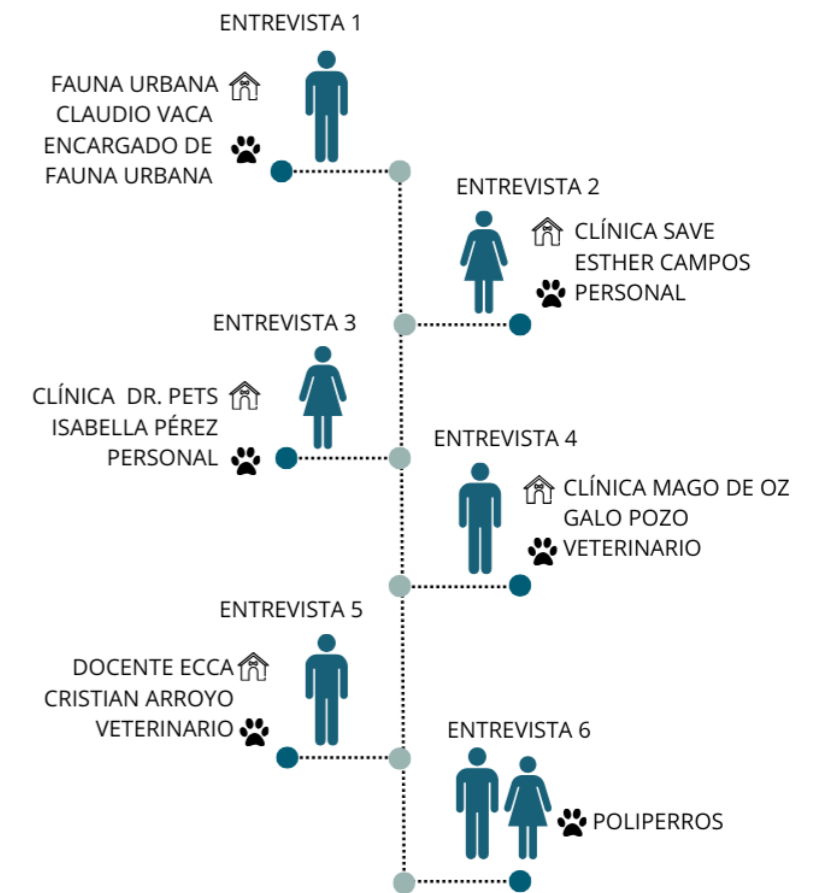 ENTREVISTA 1
FAUNA URBANA
CLAUDIO VACA
ENCARGADO DE
FAUNA URBANA
ENTREVISTA 2
CLÍNICA SAVE
ESTHER CAMPOS
PERSONAL
ENTREVISTA 3
CLÍNICA DR. PETS
ISABELLA PÉREZ
PERSONAL
ENTREVISTA 4
CLÍNICA MAGO DE OZ
GALO POZO
VETERINARIO
ENTREVISTA 5
DOCENTE ECCA
CRISTIAN ARROYO
VETERINARIO
ENTREVISTA 6
POLIPERROS